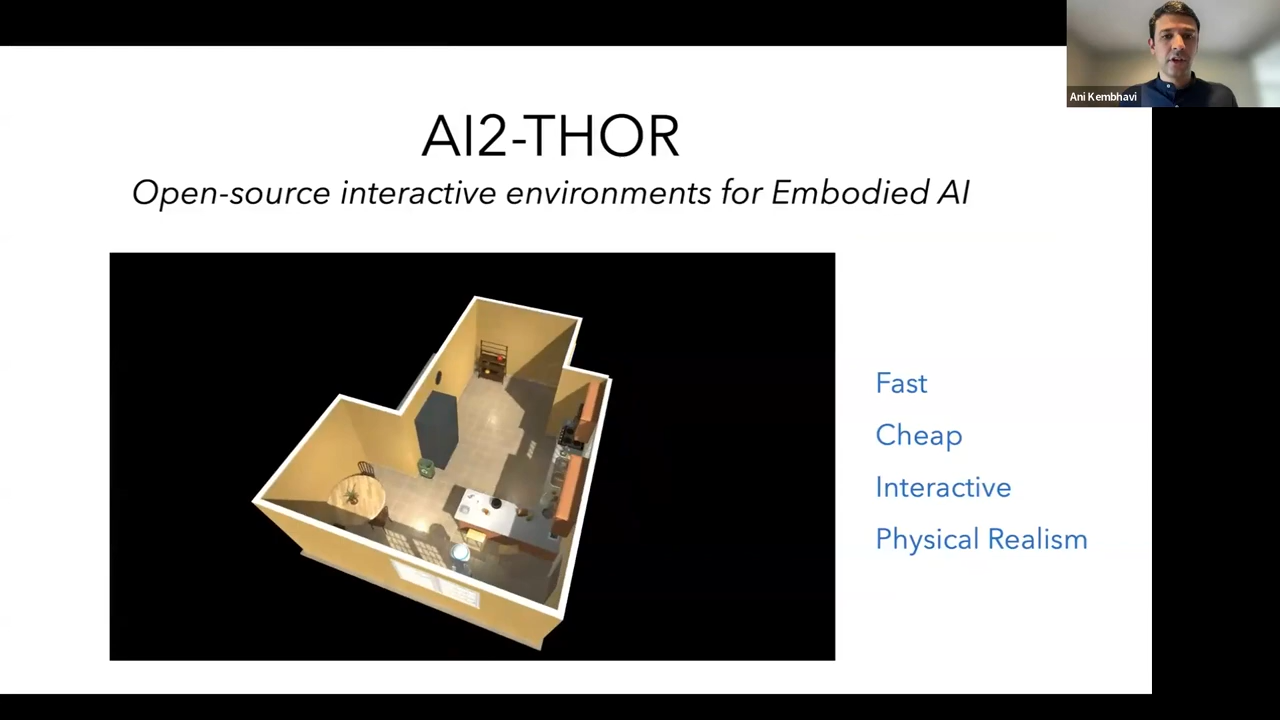 Ani Kembhavi
AI2-THOR
Open-source interactive environments for Embodied AI
Fast
Cheap
Interactive
Physical Realism